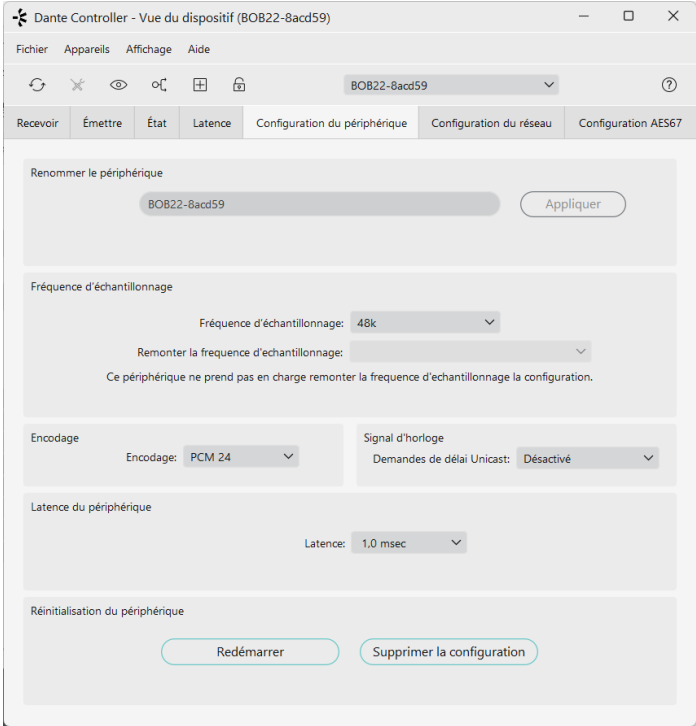 Dante Controller - Vue du dispositif (BOB22-8acd59)
Fichier Appareils Affichage Aide
BOB22-8acd59
Recevoir Émettre État Latence Configuration du périphérique Configuration du réseau Configuration AES67
Renommer le périphérique
BOB22-8acd59 Appliquer
Fréquence d'échantillonnage
Fréquence d'échantillonnage: 48k
Remonter la frequence d'echantillonnage:
Ce périphérique ne prend pas en charge remonter la frequence d'echantillonnage la configuration.
Encodage
Encodage: PCM 24
Signal d'horloge
Demandes de délai Unicast: Désactivé
Latence du périphérique
Latence: 1,0 msec
Réinitialisation du périphérique
Redémarrer Supprimer la configuration